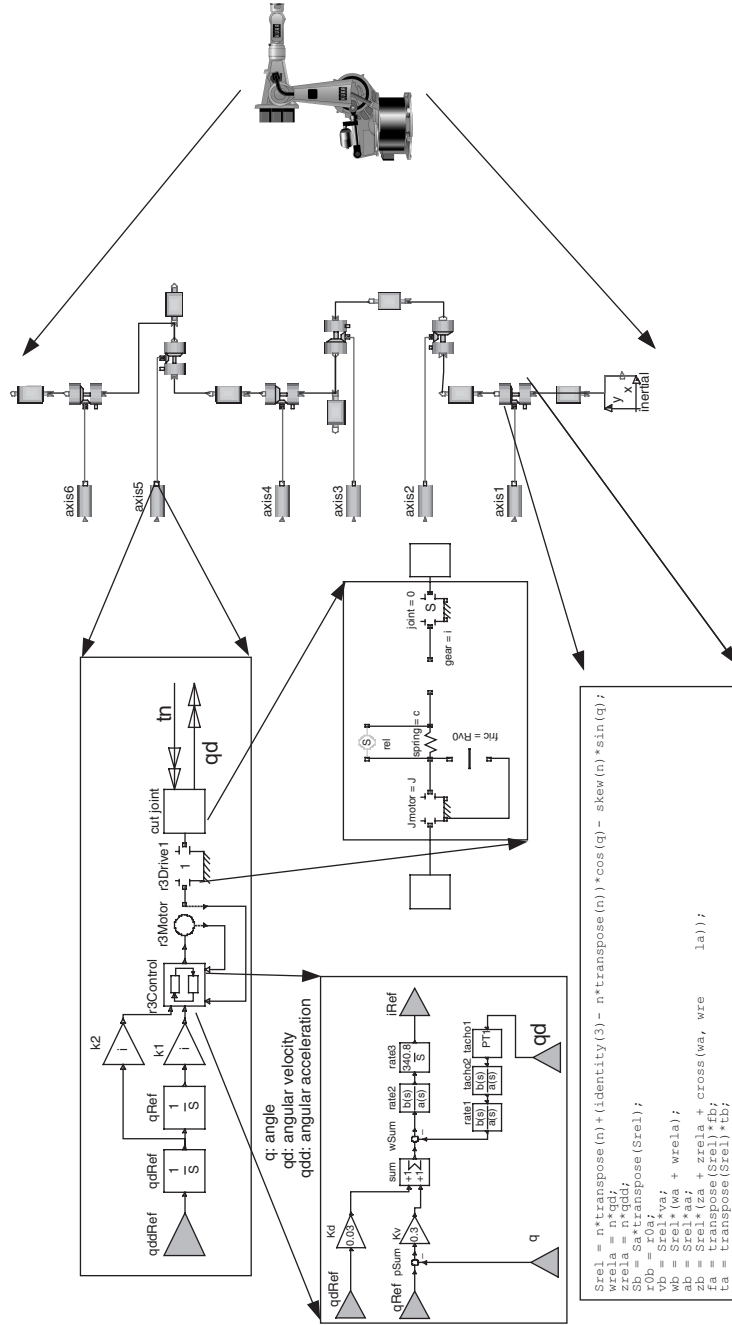 qddRef
qdRef
1
S
qRef
1
S
k2
i
k1
i
r3Control
r3Motor
r3Drive1
1
cut joint
tn
qd
q: angle
qd: angular velocity
qdd: angular acceleration
qdRef
Kd
0.03
qRef
pSum
-
Kv
0.3
sum
+1
+1
Σ
wSum
-
rate2
b(s)
a(s)
rate3
340.8
S
iRef
rate1
b(s)
a(s)
tacho2
b(s)
a(s)
tacho1
PT1
qd
q
Jmotor = J
spring = c
S
rel
fric = Rv0
gear = i
joint = 0
S
axis6
axis5
axis4
axis3
axis2
axis1
y
x
inertial
Srel = n*transpose(n)+(identity(3)- n*transpose(n))*cos(q)- skew(n)*sin(q);
wrela = n*qd;
zrela = n*qdd;
Sb = Sa*transpose(Srel);
r0b = r0a;
vb = Srel*va;
wb = Srel*(wa + wrela);
ab = Srel*aa;
zb = Srel*(za + zrela + cross(wa, wre la));
fa = transpose(Srel)*fb;
ta = transpose(Srel)*tb;